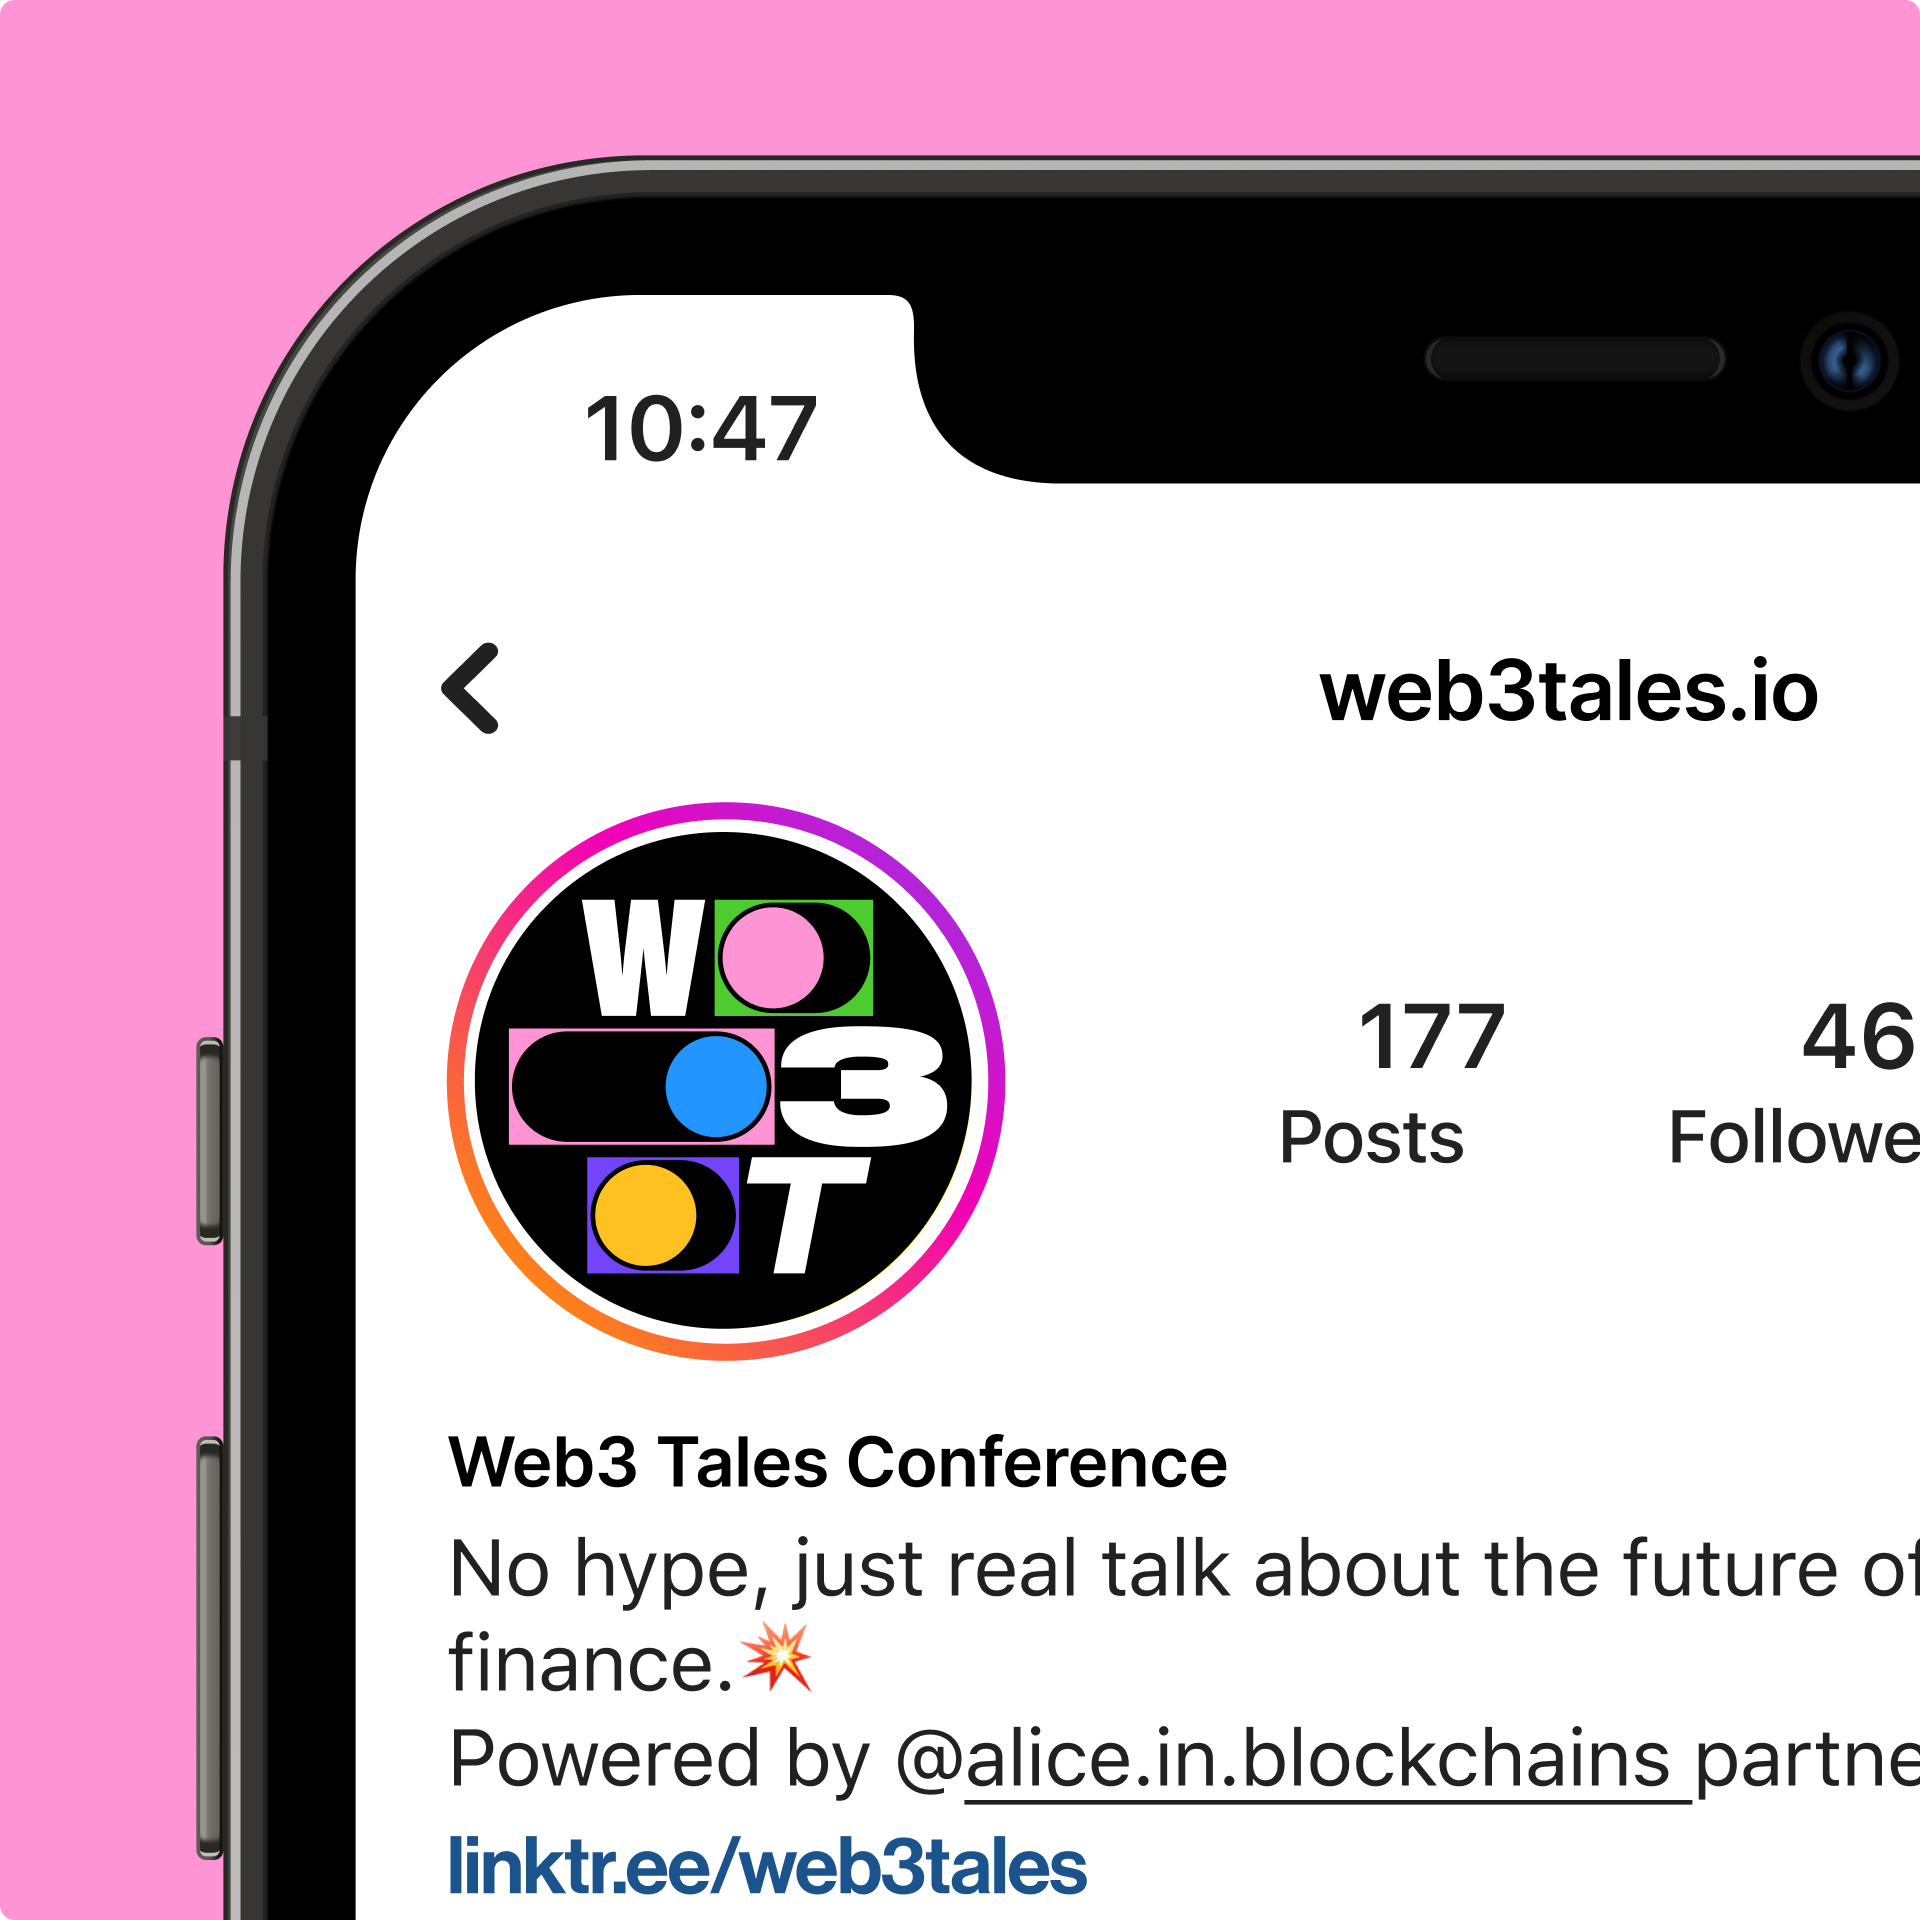 10:47
web3tales.io
W
3
T
177 46
Posts Followe
Web3 Tales Conference
No hype, just real talk about the future of
finance.💥
Powered by @alice.in.blockchains partne
linktr.ee/web3tales